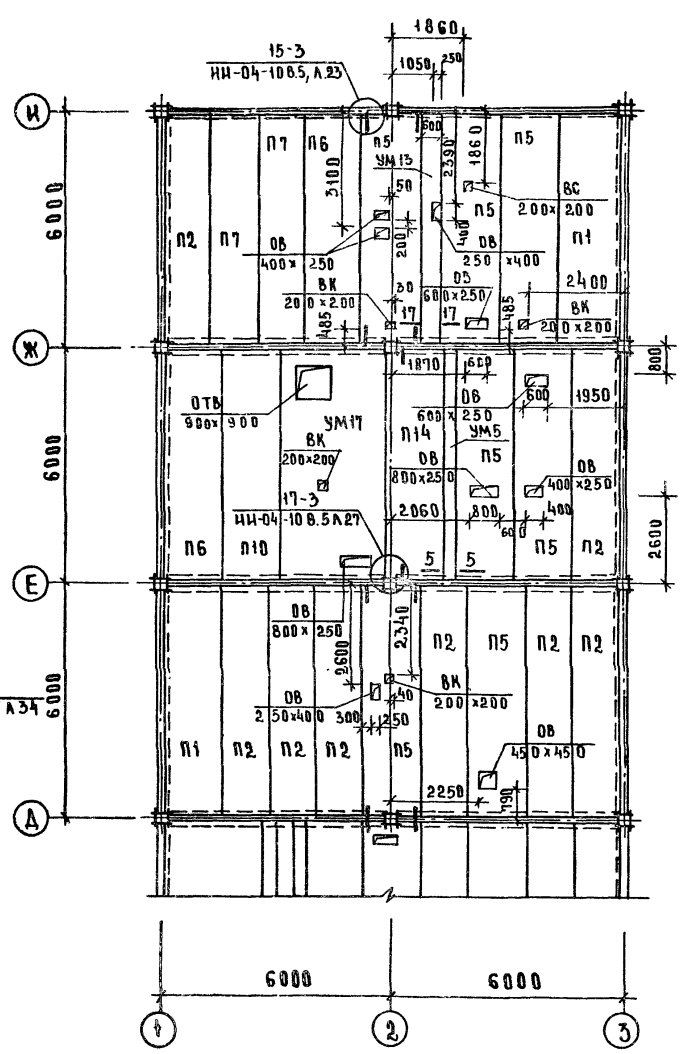 1860
15-3
ИИ-04-10 В.5, Л.23
1050 250
И
П7 П6 П5 600 П5
УМ13
3100 2390 1860
50
ВС
200×200
П2 П7 П5 П1
ОВ
400×250
200 400
ОВ
250×400
6000
ВК
200×200
30
ОВ
600×250
2400
485 17 17 485
ВК
200×200
Ж
1870 600 800
ОТВ
900×900
УМ17
ОВ
600×250
600 1950
П14 УМ5
П5
ВК
200×200
ОВ
800×250
ОВ
400×250
6000
17-3
ИИ-04-10 В.5 Л27
2060 800 600 400
2600
П6 П10 П5 П2
5 5
Е
ОВ
800×250
2600 2340
П2 П5 П2 П2
ВК
200×200
ОВ
250×400
40
300 250
6000
Л34
ОВ
450×450
П1 П2 П2 П2 П5
2250
790
Д
6000 6000
1 2 3